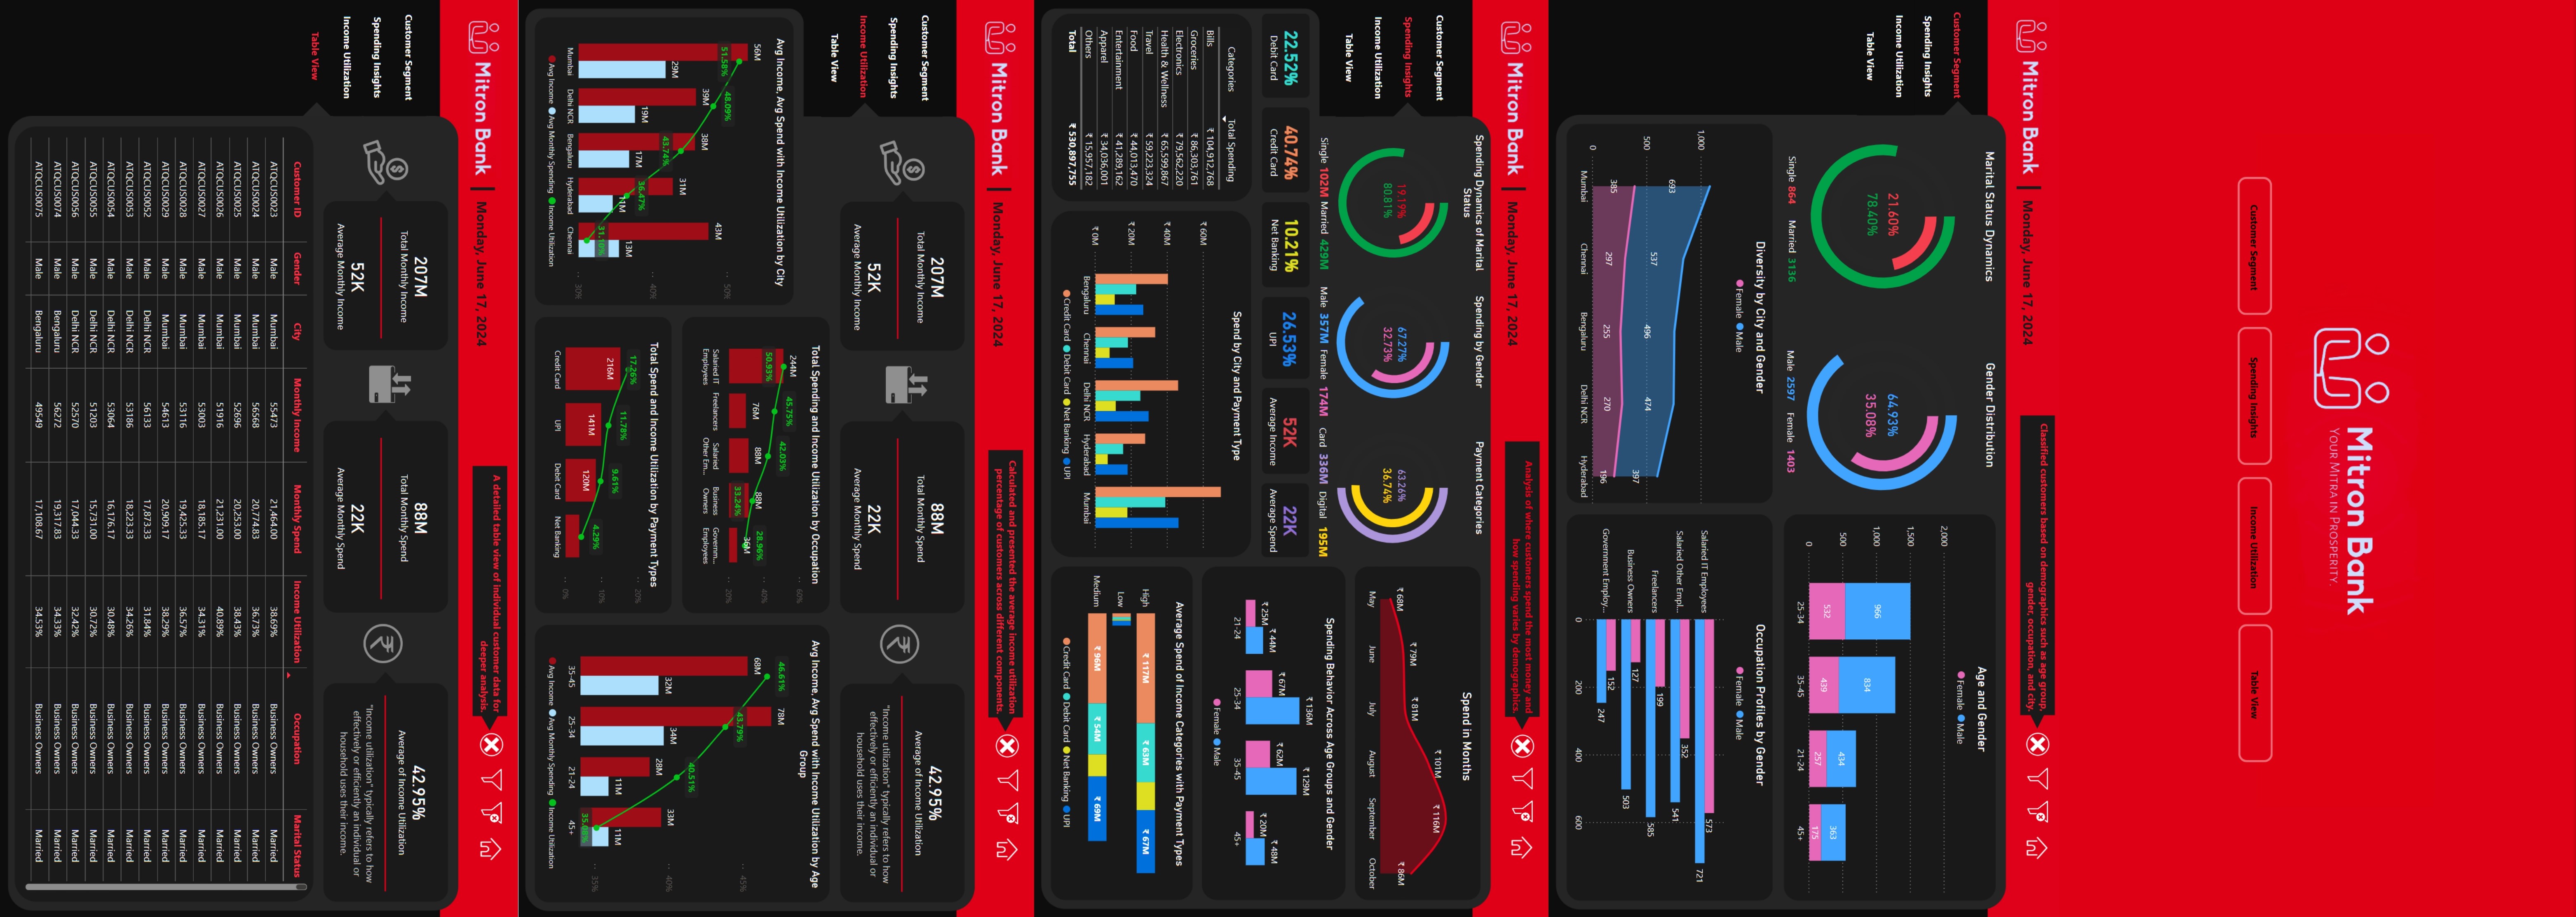 Mitron Bank
YOUR MITRA IN PROSPERITY.
Customer Segment
Spending Insights
Income Utilization
Table View
Mitron Bank
Monday, June 17, 2024
Classified customers based on demographics such as age group,
gender, occupation, and city.
Customer Segment
Spending Insights
Income Utilization
Table View
Marital Status Dynamics
21.60%
78.40%
Single 864 Married 3136
Gender Distribution
64.93%
35.08%
Male 2597 Female 1403
Age and Gender
Female Male
2,000
1,500
1,000
500
0
966
532
834
439
434
257
363
175
25-34
35-45
21-24
45+
Diversity by City and Gender
Female Male
1,000
500
0
693
537
496
474
397
385
297
255
270
196
Mumbai
Chennai
Bengaluru
Delhi NCR
Hyderabad
Occupation Profiles by Gender
Female Male
Salaried IT Employees
573
721
Salaried Other Empl...
352
541
Freelancers
199
585
Business Owners
127
503
Government Employ...
152
247
0
200
400
600
Mitron Bank
Monday, June 17, 2024
Analysis of where customers spend the most money and
how spending varies by demographics.
Customer Segment
Spending Insights
Income Utilization
Table View
Spending Dynamics of Marital
Status
19.19%
80.81%
Single 102M Married 429M
Spending by Gender
67.27%
32.73%
Male 357M Female 174M
Payment Categories
63.26%
36.74%
Card 336M Digital 195M
Spend in Months
₹ 68M
₹ 79M
₹ 81M
₹ 101M
₹ 116M
₹ 86M
May
June
July
August
September
October
22.52%
Debit Card
40.74%
Credit Card
10.21%
Net Banking
26.53%
UPI
52K
Average Income
22K
Average Spend
Spending Behavior Across Age Groups and Gender
₹ 25M
₹ 44M
₹ 67M
₹ 136M
₹ 62M
₹ 129M
₹ 20M
₹ 48M
21-24
25-34
35-45
45+
Female Male
Categories Total Spending
Bills ₹ 104,912,768
Groceries ₹ 86,303,761
Electronics ₹ 79,562,220
Health & Wellness ₹ 65,599,867
Travel ₹ 59,223,324
Food ₹ 44,013,470
Entertainment ₹ 41,289,162
Apparel ₹ 34,036,001
Others ₹ 15,957,182
Total ₹ 530,897,755
Spend by City and Payment Type
₹ 60M
₹ 40M
₹ 20M
₹ 0M
Bengaluru
Chennai
Delhi NCR
Hyderabad
Mumbai
Credit Card Debit Card Net Banking UPI
Average Spend of Income Categories with Payment Types
High
₹ 117M
₹ 63M
₹ 67M
Low
Medium
₹ 96M
₹ 54M
₹ 69M
Credit Card Debit Card Net Banking UPI
Mitron Bank
Monday, June 17, 2024
Calculated and presented the average income utilization
percentage of customers across different components.
Customer Segment
Spending Insights
Income Utilization
Table View
207M
Total Monthly Income
52K
Average Monthly Income
88M
Total Monthly Spend
22K
Average Monthly Spend
42.95%
Average of Income Utilization
"Income utilization" typically refers to how
effectively or efficiently an individual or
household uses their income.
Avg Income, Avg Spend with Income Utilization by City
56M
51.58%
29M
39M
48.09%
19M
38M
43.74%
17M
31M
36.47%
11M
43M
31.10%
13M
50%
40%
30%
Mumbai
Delhi NCR
Bengaluru
Hyderabad
Chennai
Avg Income Avg Monthly Spending Income Utilization
Total Spending and Income Utilization by Occupation
244M
50.93%
45.75%
76M
42.03%
88M
88M
33.24%
28.96%
36M
60%
40%
20%
Salaried IT
Employees
Freelancers
Salaried
Other Em...
Business
Owners
Governm...
Employees
Total Spend and Income Utilization by Payment Types
17.26%
216M
11.78%
141M
9.61%
120M
4.29%
20%
10%
0%
Credit Card
UPI
Debit Card
Net Banking
Avg Income, Avg Spend with Income Utilization by Age
Group
46.61%
68M
32M
78M
43.79%
34M
40.51%
28M
11M
33M
11M
35.08%
45%
40%
35%
35-45
25-34
21-24
45+
Avg Income Avg Monthly Spending Income Utilization
Mitron Bank
Monday, June 17, 2024
A detailed table view of individual customer data for
deeper analysis.
Customer Segment
Spending Insights
Income Utilization
Table View
207M
Total Monthly Income
52K
Average Monthly Income
88M
Total Monthly Spend
22K
Average Monthly Spend
42.95%
Average of Income Utilization
"Income utilization" typically refers to how
effectively or efficiently an individual or
household uses their income.
Customer ID Gender City Monthly Income Monthly Spend Income Utilization Occupation Marital Status
ATQCUS0023 Male Mumbai 55473 21,464.00 38.69% Business Owners Married
ATQCUS0024 Male Mumbai 56568 20,774.83 36.73% Business Owners Married
ATQCUS0025 Male Mumbai 52696 20,253.00 38.43% Business Owners Married
ATQCUS0026 Male Mumbai 51916 21,231.00 40.89% Business Owners Married
ATQCUS0027 Male Mumbai 53003 18,185.17 34.31% Business Owners Married
ATQCUS0028 Male Mumbai 53116 19,425.33 36.57% Business Owners Married
ATQCUS0029 Male Mumbai 54613 20,909.17 38.29% Business Owners Married
ATQCUS0052 Male Delhi NCR 56133 17,873.33 31.84% Business Owners Married
ATQCUS0053 Male Delhi NCR 53186 18,223.33 34.26% Business Owners Married
ATQCUS0054 Male Delhi NCR 53064 16,176.17 30.48% Business Owners Married
ATQCUS0055 Male Delhi NCR 51203 15,731.00 30.72% Business Owners Married
ATQCUS0056 Male Delhi NCR 52570 17,044.33 32.42% Business Owners Married
ATQCUS0074 Male Bengaluru 56272 19,317.83 34.33% Business Owners Married
ATQCUS0075 Male Bengaluru 49549 17,108.67 34.53% Business Owners Married